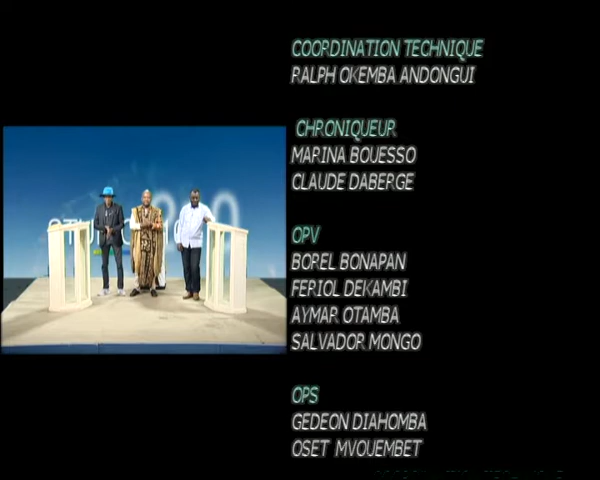 COORDINATION TECHNIQUE
RALPH OKEMBA ANDONGUI
CHRONIQUEUR
MARINA BOUESSO
CLAUDE DABERGE
OPV
BOREL BONAPAN
FERIOL DEKAMBI
AYMAR OTAMBA
SALVADOR MONGO
OPS
GEDEON DIAHOMBA
OSET MVOUEMBET